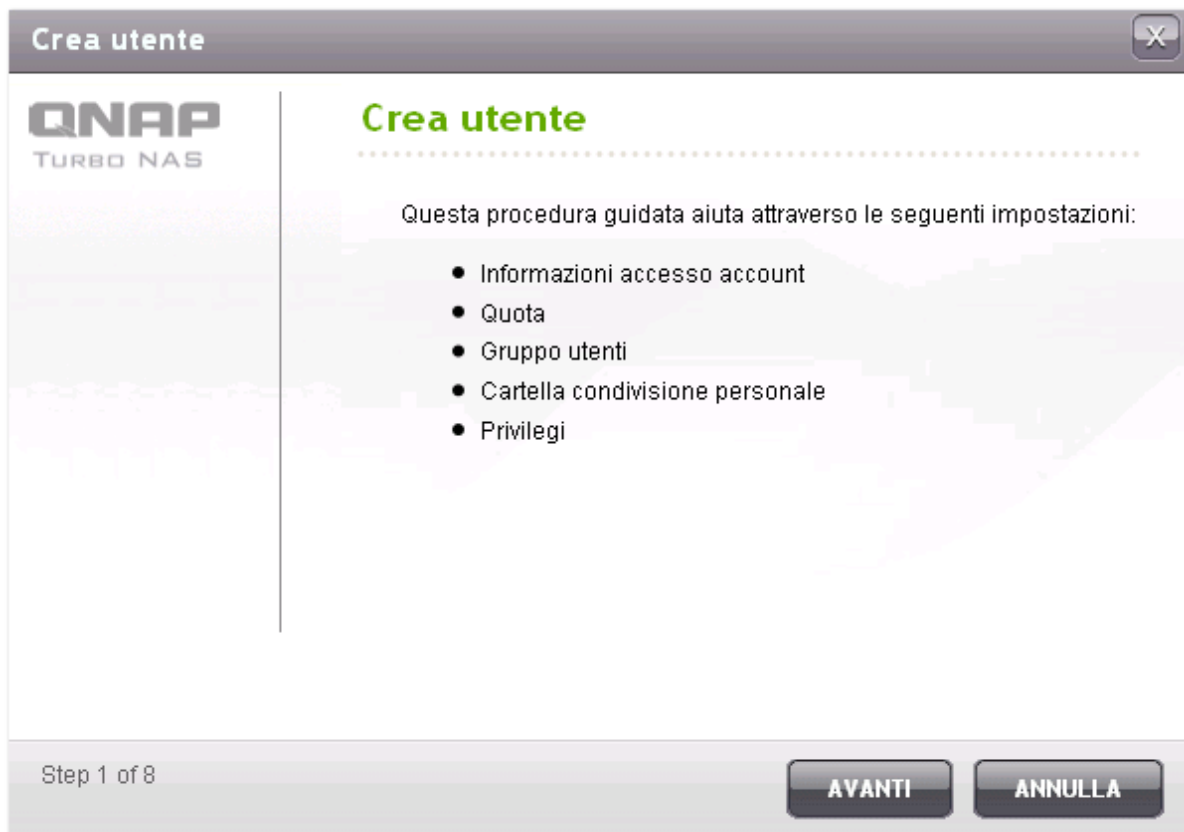 Crea utente
X
QNAP
TURBO NAS
Crea utente
Questa procedura guidata aiuta attraverso le seguenti impostazioni:
Informazioni accesso account
Quota
Gruppo utenti
Cartella condivisione personale
Privilegi
Step 1 of 8
AVANTI
ANNULLA